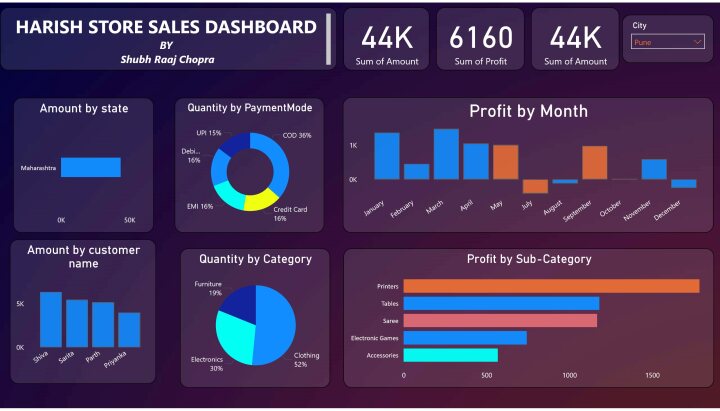 HARISH STORE SALES DASHBOARD
BY
Shubh Raaj Chopra
44K
Sum of Amount
6160
Sum of Profit
44K
Sum of Amount
City
Pune
Amount by state
Maharashtra
0K
50K
Quantity by PaymentMode
UPI 15%
COD 36%
Debi...
16%
EMI 16%
Credit Card
16%
Profit by Month
1K
0K
January
February
March
April
May
July
August
September
October
November
December
Amount by customer
name
5K
0K
Shiva
Sarita
Parth
Priyanka
Quantity by Category
Furniture
19%
Electronics
30%
Clothing
52%
Profit by Sub-Category
Printers
Tables
Saree
Electronic Games
Accessories
0
500
1000
1500